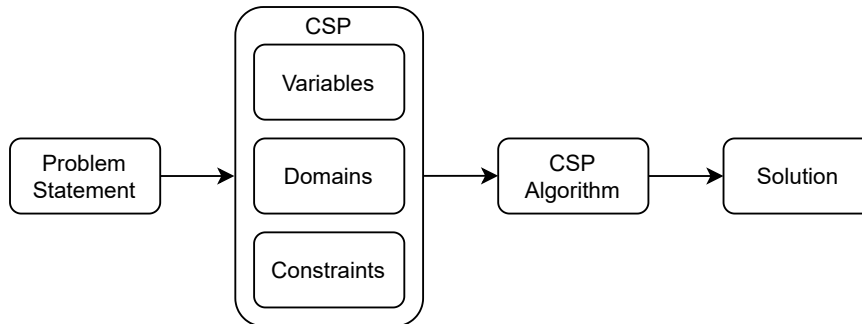 Problem
Statement
CSP
Variables
Domains
Constraints
CSP
Algorithm
Solution